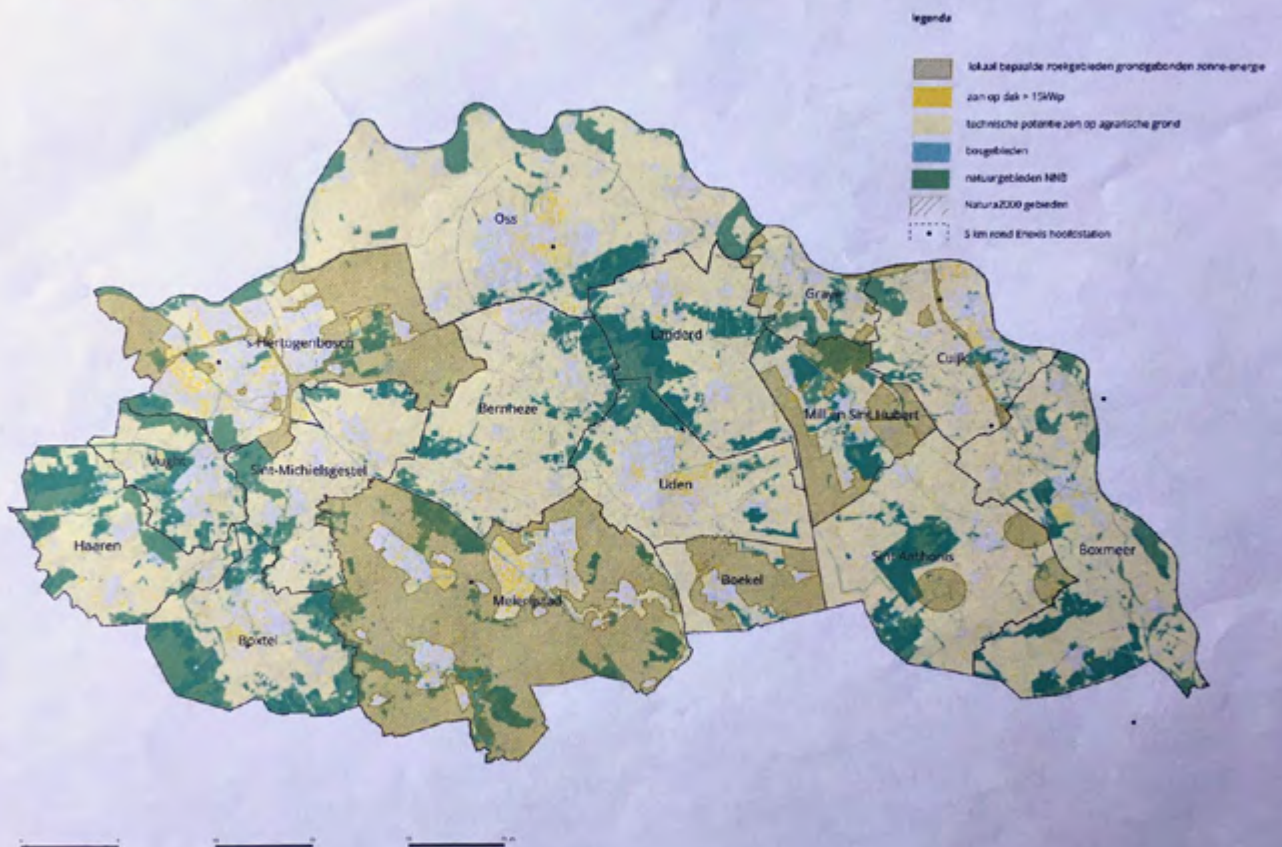 legenda
lokaal bepaalde zoekgebieden grondgebonden zonne-energie
zon op dak > 15kWp
technische potentie zon op agrarische grond
bosgebieden
natuurgebieden NNB
Natura2000 gebieden
5 km rond Enexis hoofdstation
Oss
Grave
's-Hertogenbosch
Landerd
Cuijk
Bernheze
Mill en Sint Hubert
Vught
Sint-Michielsgestel
Uden
Haaren
Sint Anthonis
Boxmeer
Boekel
Meierijstad
Boxtel